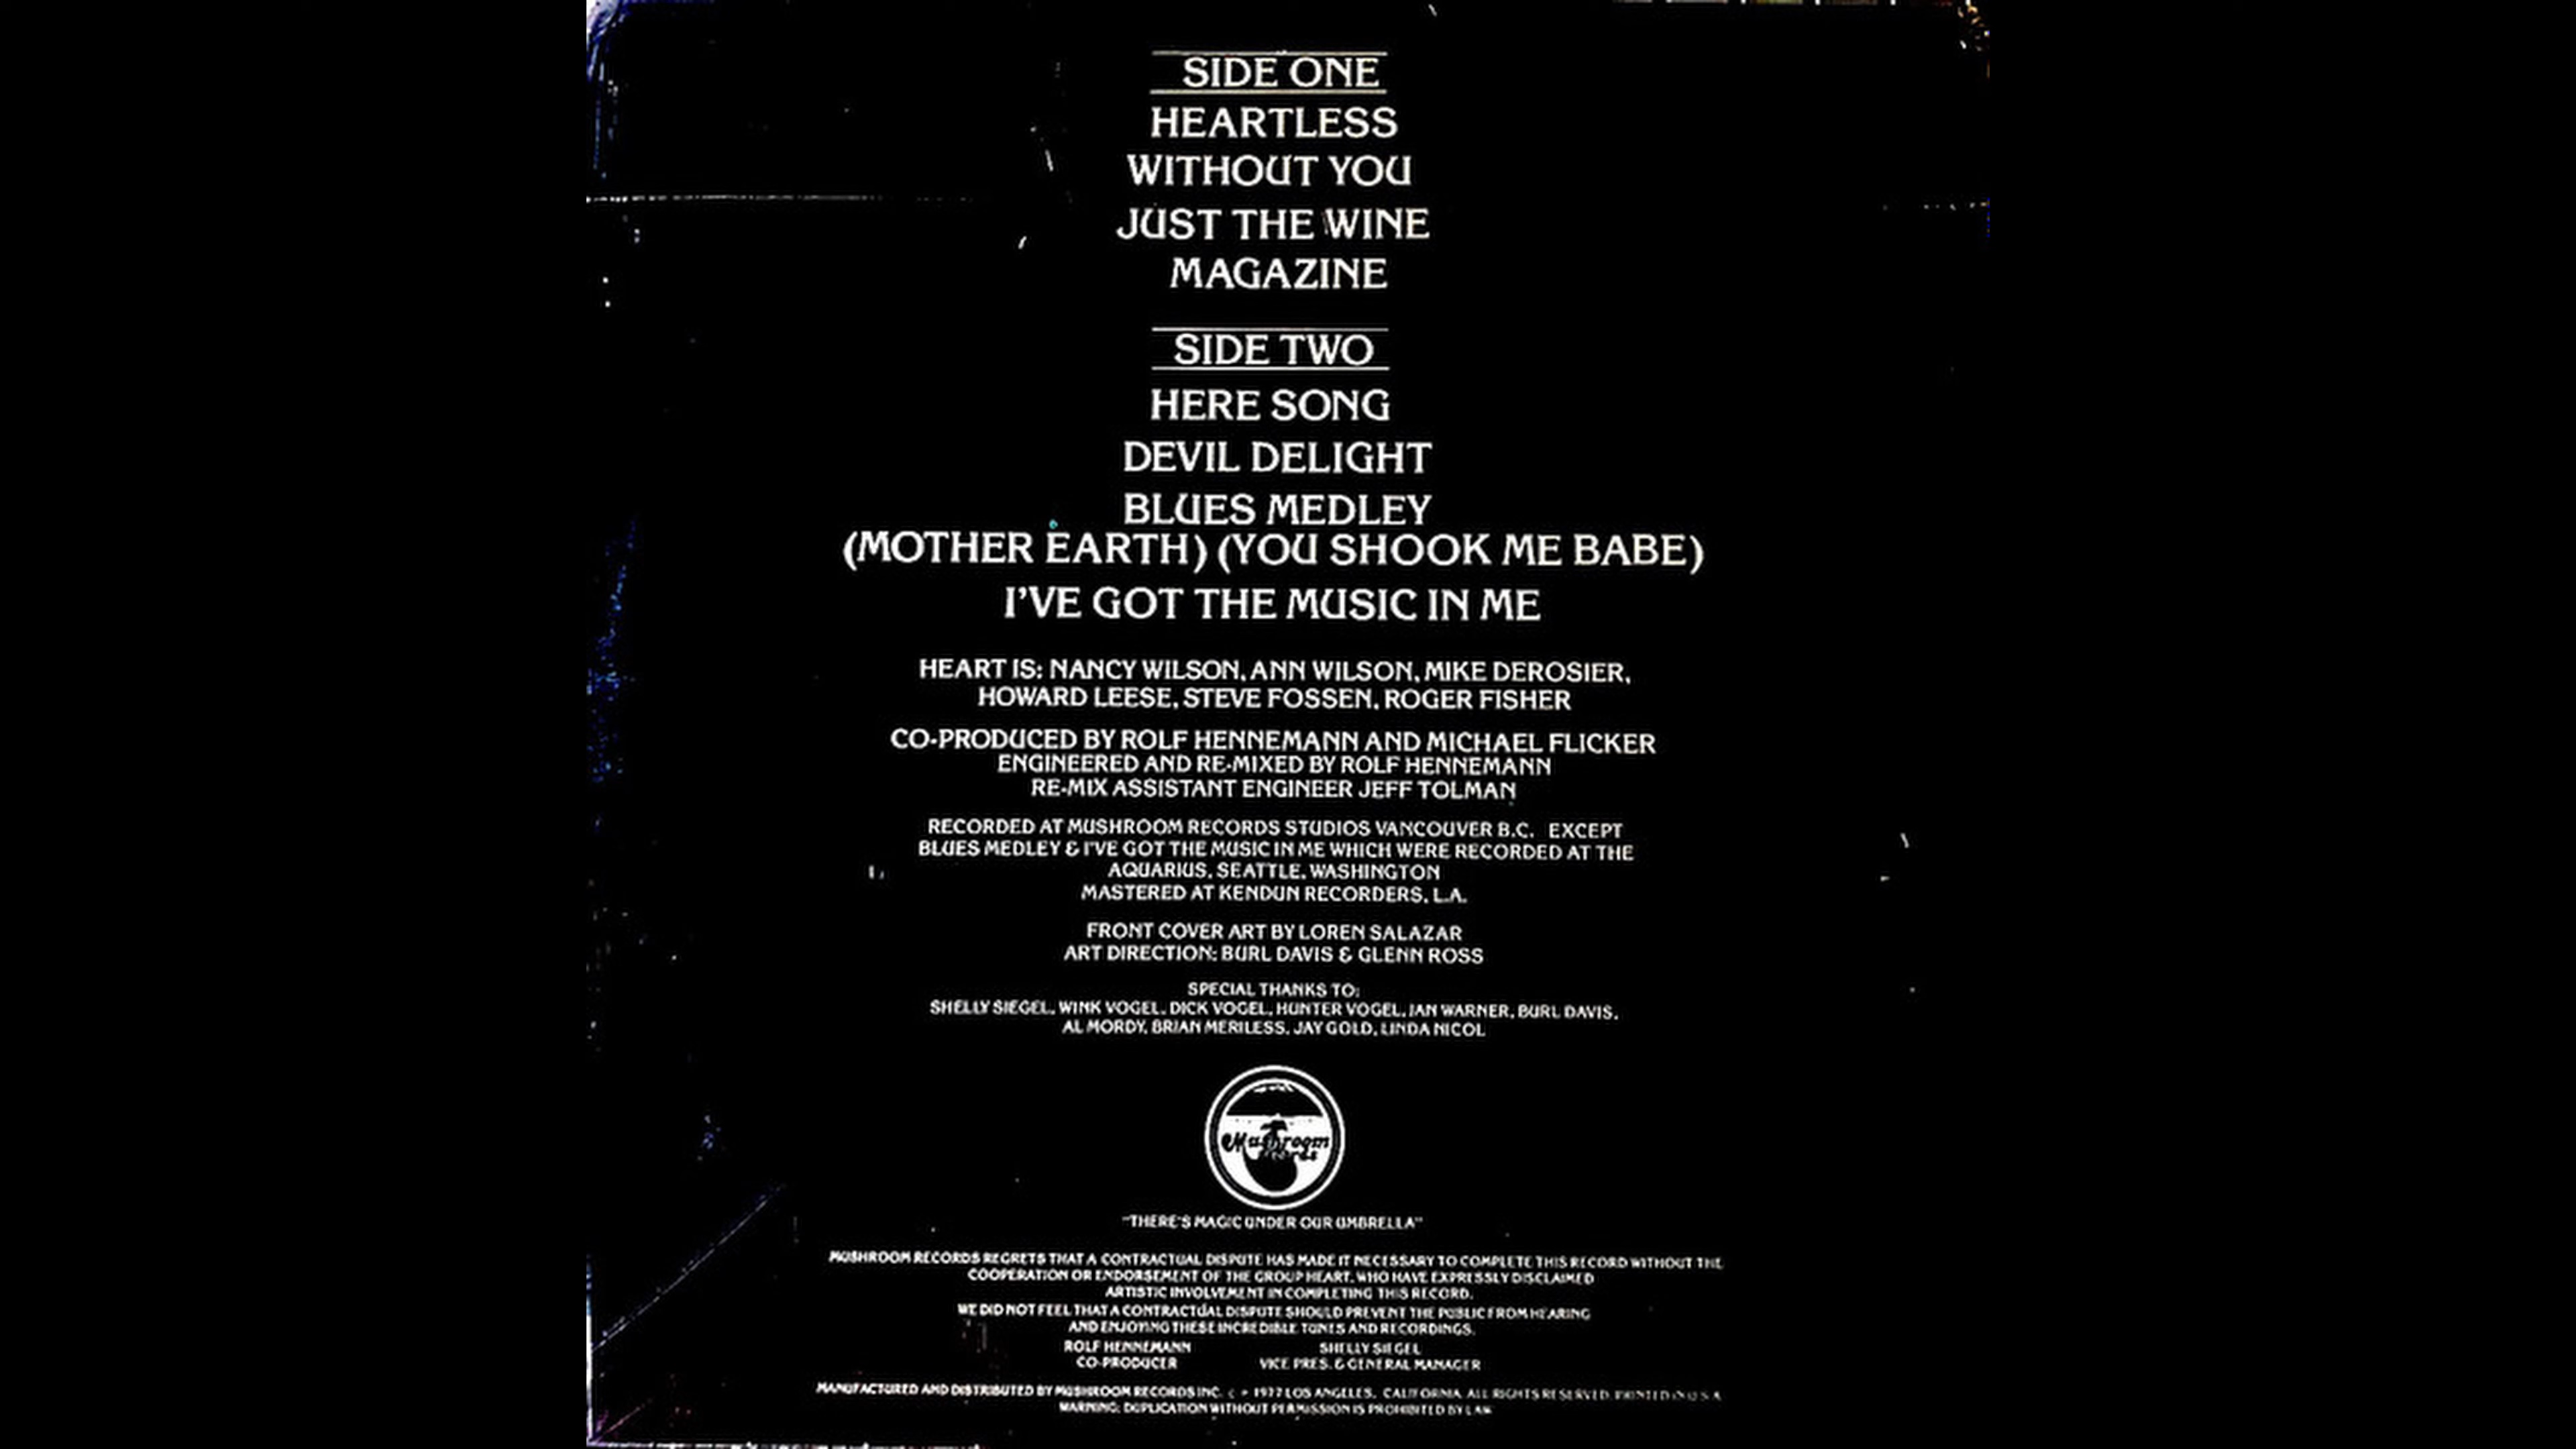 SIDE ONE
HEARTLESS
WITHOUT YOU
JUST THE WINE
MAGAZINE
SIDE TWO
HERE SONG
DEVIL DELIGHT
BLUES MEDLEY
(MOTHER EARTH) (YOU SHOOK ME BABE)
I'VE GOT THE MUSIC IN ME
HEART IS: NANCY WILSON, ANN WILSON, MIKE DEROSIER,
HOWARD LEESE, STEVE FOSSEN, ROGER FISHER
CO-PRODUCED BY ROLF HENNEMANN AND MICHAEL FLICKER
ENGINEERED AND RE-MIXED BY ROLF HENNEMANN
RE-MIX ASSISTANT ENGINEER JEFF TOLMAN
RECORDED AT MUSHROOM RECORDS STUDIOS VANCOUVER B.C. EXCEPT
BLUES MEDLEY & I'VE GOT THE MUSIC IN ME WHICH WERE RECORDED AT THE
AQUARIUS, SEATTLE, WASHINGTON
MASTERED AT KENDUN RECORDERS, L.A.
FRONT COVER ART BY LOREN SALAZAR
ART DIRECTION: BURL DAVIS & GLENN ROSS
SPECIAL THANKS TO:
SHELLY SIEGEL, WINK VOGEL, DICK VOGEL, HUNTER VOGEL, IAN WARNER, BURL DAVIS,
AL MORDY, BRIAN MERILESS, JAY GOLD, LINDA NICOL
Mushroom
Records
"THERE'S MAGIC UNDER OUR UMBRELLA"
MUSHROOM RECORDS REGRETS THAT A CONTRACTUAL DISPUTE HAS MADE IT NECESSARY TO COMPLETE THIS RECORD WITHOUT THE
COOPERATION OR ENDORSEMENT OF THE GROUP HEART, WHO HAVE EXPRESSLY DISCLAIMED
ARTISTIC INVOLVEMENT IN COMPLETING THIS RECORD.
WE DID NOT FEEL THAT A CONTRACTUAL DISPUTE SHOULD PREVENT THE PUBLIC FROM HEARING
AND ENJOYING THESE INCREDIBLE TUNES AND RECORDINGS.
ROLF HENNEMANN SHELLY SIEGEL
CO-PRODUCER VICE PRES. & GENERAL MANAGER
MANUFACTURED AND DISTRIBUTED BY MUSHROOM RECORDS INC. 1977 LOS ANGELES, CALIFORNIA. ALL RIGHTS RESERVED. PRINTED IN U.S.A.
WARNING: DUPLICATION WITHOUT PERMISSION IS PROHIBITED BY LAW.